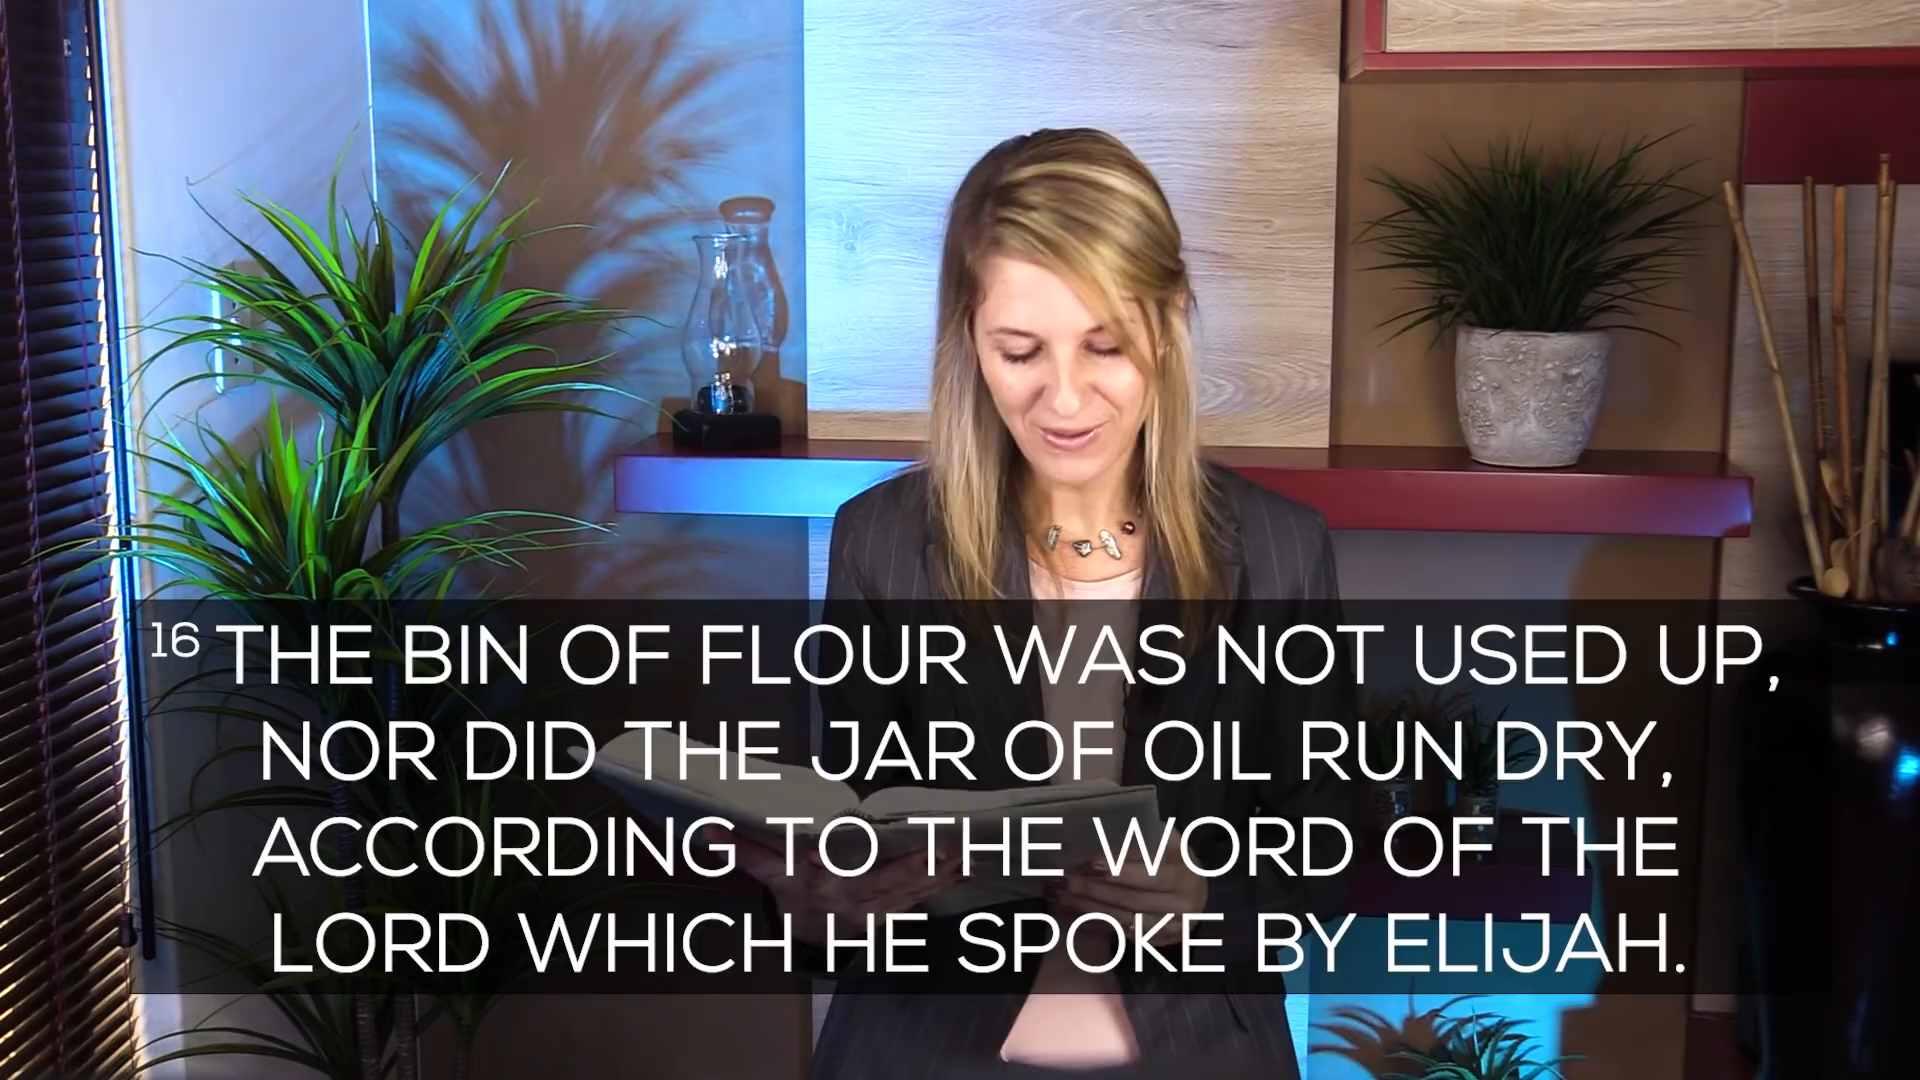 16 THE BIN OF FLOUR WAS NOT USED UP,
NOR DID THE JAR OF OIL RUN DRY,
ACCORDING TO THE WORD OF THE
LORD WHICH HE SPOKE BY ELIJAH.